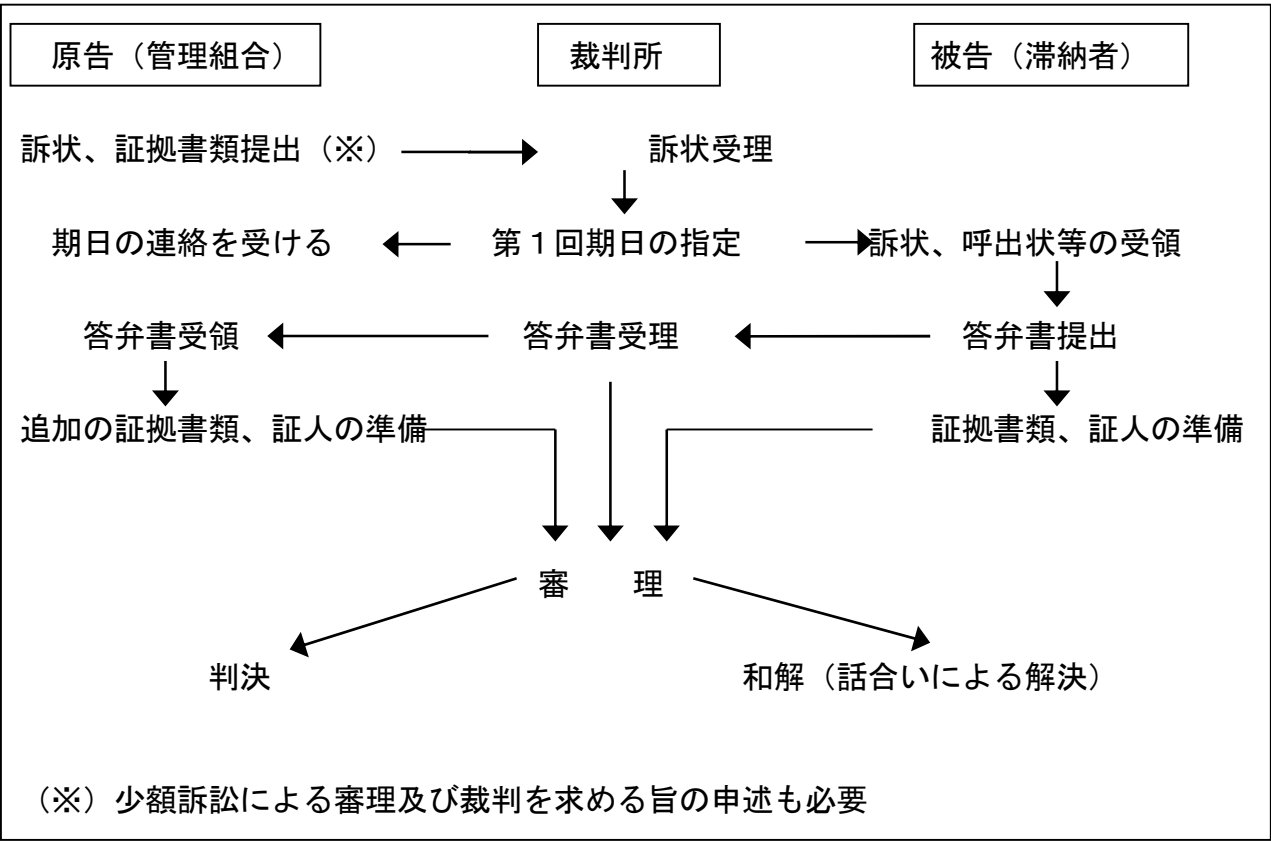 原告（管理組合） 裁判所 被告（滞納者）
訴状、証拠書類提出（※） 訴状受理
期日の連絡を受ける 第１回期日の指定 訴状、呼出状等の受領
答弁書受領 答弁書受理 答弁書提出
追加の証拠書類、証人の準備 証拠書類、証人の準備
審　　理
判決 和解（話合いによる解決）
（※）少額訴訟による審理及び裁判を求める旨の申述も必要